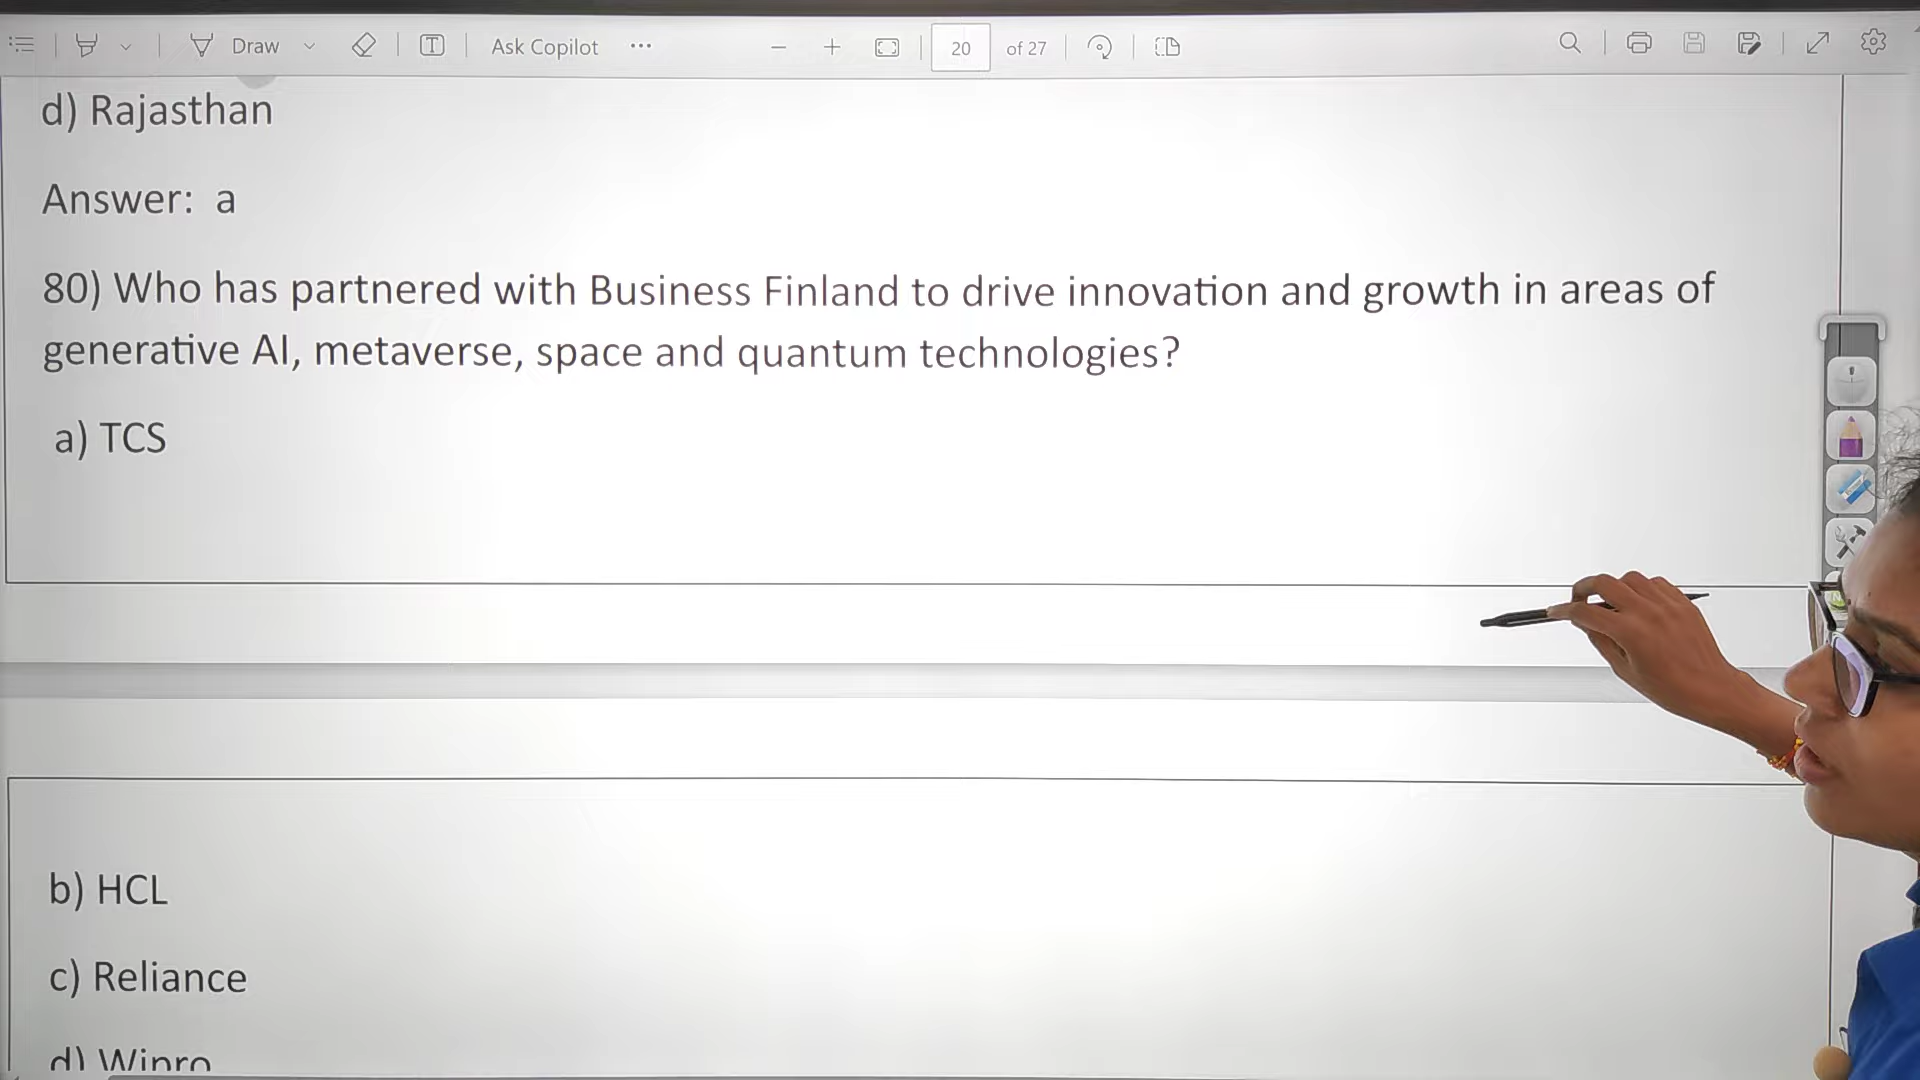 Draw
Ask Copilot
20 of 27
d) Rajasthan
Answer: a
80) Who has partnered with Business Finland to drive innovation and growth in areas of
generative AI, metaverse, space and quantum technologies?
a) TCS
b) HCL
c) Reliance
d) Wipro